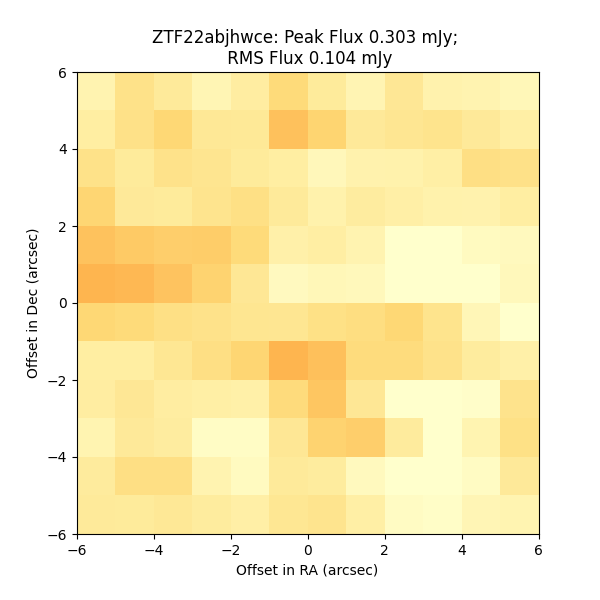 ZTF22abjhwce: Peak Flux 0.303 mJy;
RMS Flux 0.104 mJy
6
4
2
0
−2
−4
−6
Offset in Dec (arcsec)
−6 −4 −2 0 2 4 6
Offset in RA (arcsec)